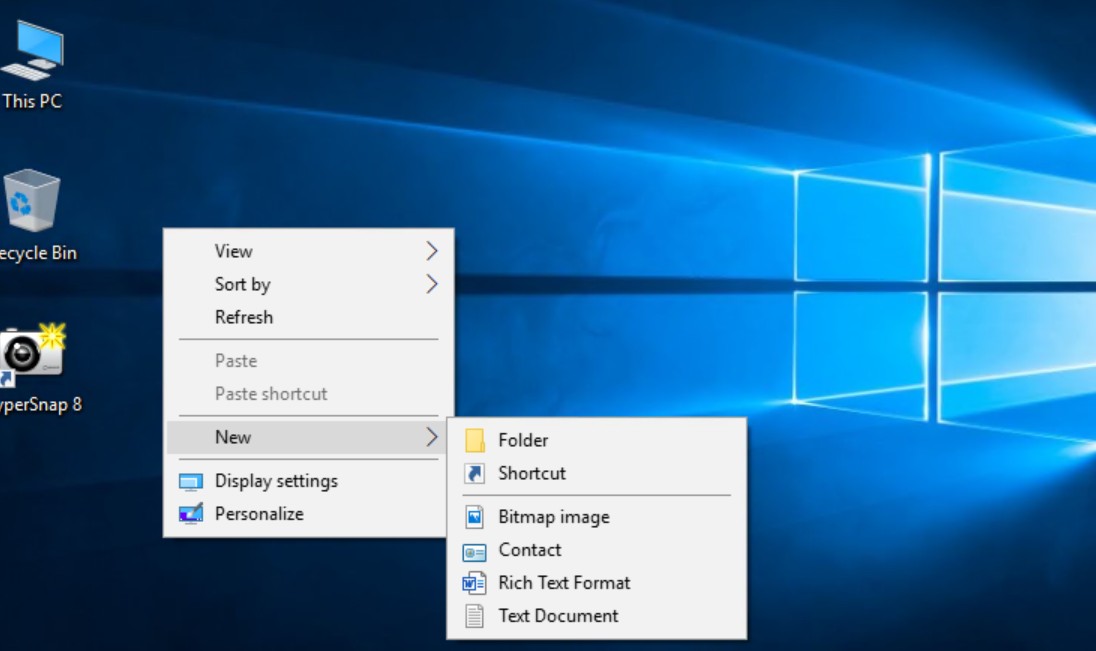 This PC
ecycle Bin
yperSnap 8
View
Sort by
Refresh
Paste
Paste shortcut
New
Display settings
Personalize
Folder
Shortcut
Bitmap image
Contact
Rich Text Format
Text Document